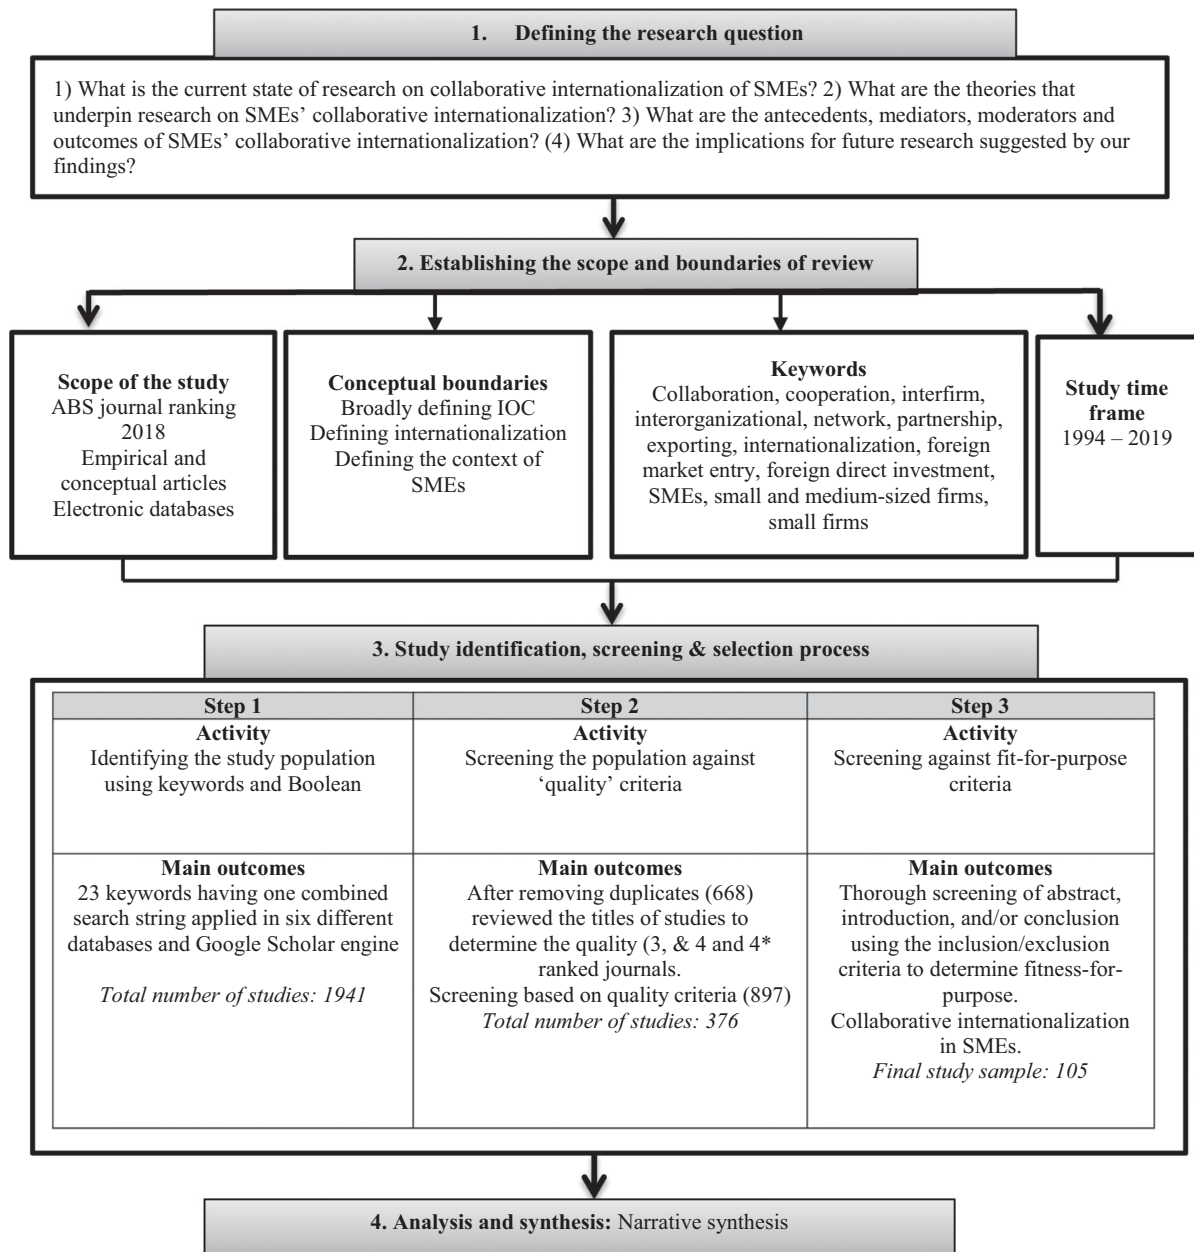 1. Defining the research question
1) What is the current state of research on collaborative internationalization of SMEs? 2) What are the theories that
underpin research on SMEs’ collaborative internationalization? 3) What are the antecedents, mediators, moderators and
outcomes of SMEs’ collaborative internationalization? (4) What are the implications for future research suggested by our
findings?
2. Establishing the scope and boundaries of review
Scope of the study
ABS journal ranking
2018
Empirical and
conceptual articles
Electronic databases
Conceptual boundaries
Broadly defining IOC
Defining internationalization
Defining the context of
SMEs
Keywords
Collaboration, cooperation, interfirm,
interorganizational, network, partnership,
exporting, internationalization, foreign
market entry, foreign direct investment,
SMEs, small and medium-sized firms,
small firms
Study time
frame
1994 – 2019
3. Study identification, screening & selection process
Step 1
Step 2
Step 3
Activity
Identifying the study population
using keywords and Boolean
Activity
Screening the population against
‘quality’ criteria
Activity
Screening against fit-for-purpose
criteria
Main outcomes
23 keywords having one combined
search string applied in six different
databases and Google Scholar engine
Total number of studies: 1941
Main outcomes
After removing duplicates (668)
reviewed the titles of studies to
determine the quality (3, & 4 and 4*
ranked journals.
Screening based on quality criteria (897)
Total number of studies: 376
Main outcomes
Thorough screening of abstract,
introduction, and/or conclusion
using the inclusion/exclusion
criteria to determine fitness-for-
purpose.
Collaborative internationalization
in SMEs.
Final study sample: 105
4. Analysis and synthesis: Narrative synthesis